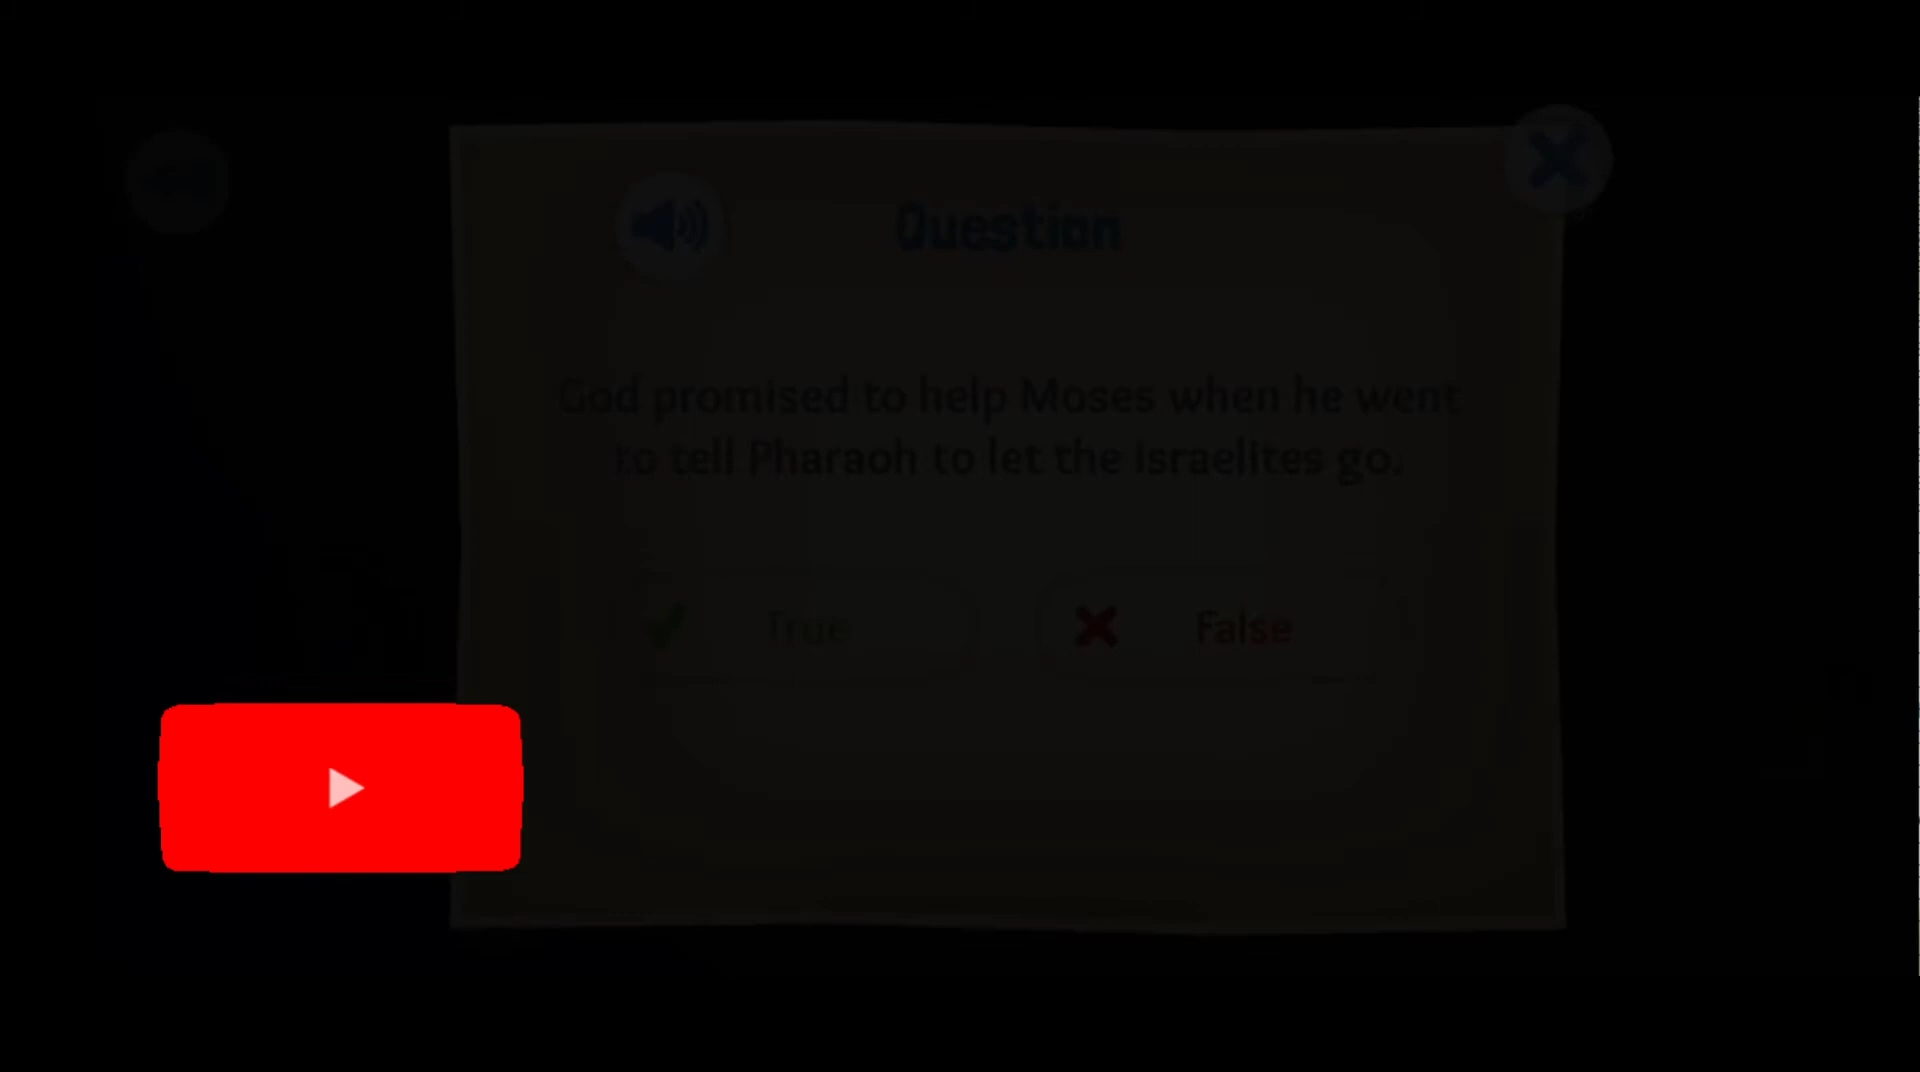 Question
God promised to help Moses when he went
to tell Pharaoh to let the Israelites go.
True
False